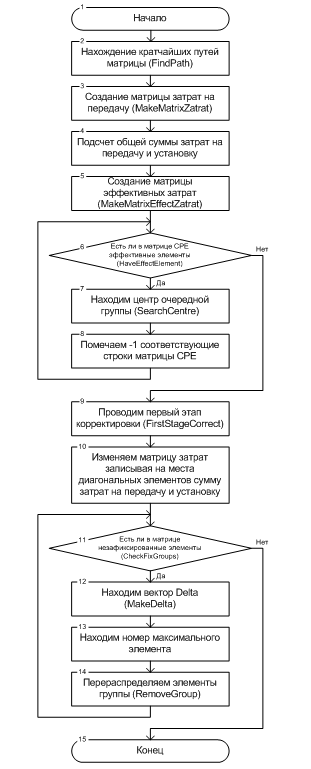 1
Начало
2
Нахождение кратчайших путей
матрицы (FindPath)
3
Создание матрицы затрат на
передачу (MakeMatrixZatrat)
4
Подсчет общей суммы затрат на
передачу и установку
5
Создание матрицы
эффективных затрат
(MakeMatrixEffectZatrat)
6
Есть ли в матрице CPE
эффективные элементы
(HaveEffectElement)
Нет
Да
7
Находим центр очередной
группы (SearchCentre)
8
Помечаем -1 соответствующие
строки матрицы CPE
9
Проводим первый этап
корректировки (FirstStageCorrect)
10
Изменяем матрицу затрат
записывая на места
диагональных элементов сумму
затрат на передачу и установку
11
Есть ли в матрице
незафиксированные элементы
(CheckFixGroups)
Нет
Да
12
Находим вектор Delta
(MakeDelta)
13
Находим номер максимального
элемента
14
Перераспределяем элементы
группы (RemoveGroup)
15
Конец